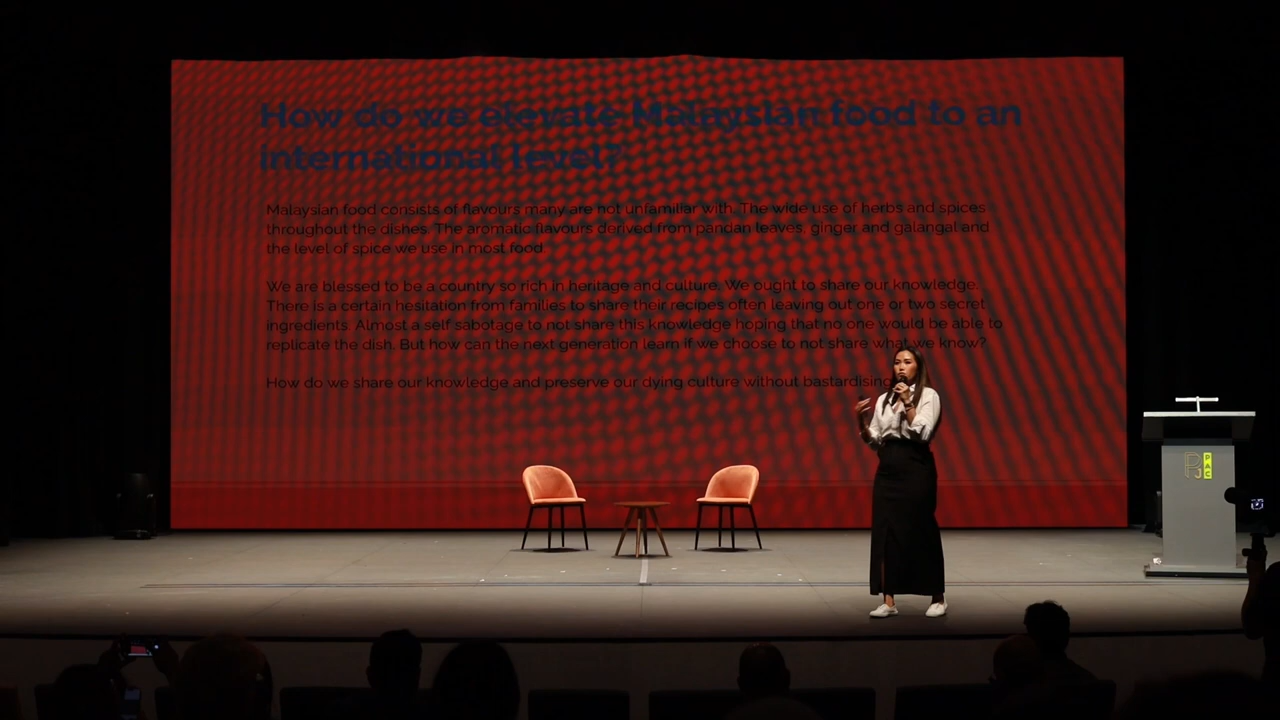 How do we elevate Malaysian food to an
international level?
Malaysian food consists of flavours many are not unfamiliar with. The wide use of herbs and spices
throughout the dishes. The aromatic flavours derived from pandan leaves, ginger and galangal and
the level of spice we use in most food.
We are blessed to be a country so rich in heritage and culture. We ought to share our knowledge.
There is a certain hesitation from families to share their recipes often leaving out one or two secret
ingredients. Almost a self sabotage to not share this knowledge hoping that no one would be able to
replicate the dish. But how can the next generation learn if we choose to not share what we know?
How do we share our knowledge and preserve our dying culture without bastardising
PJ
PAC